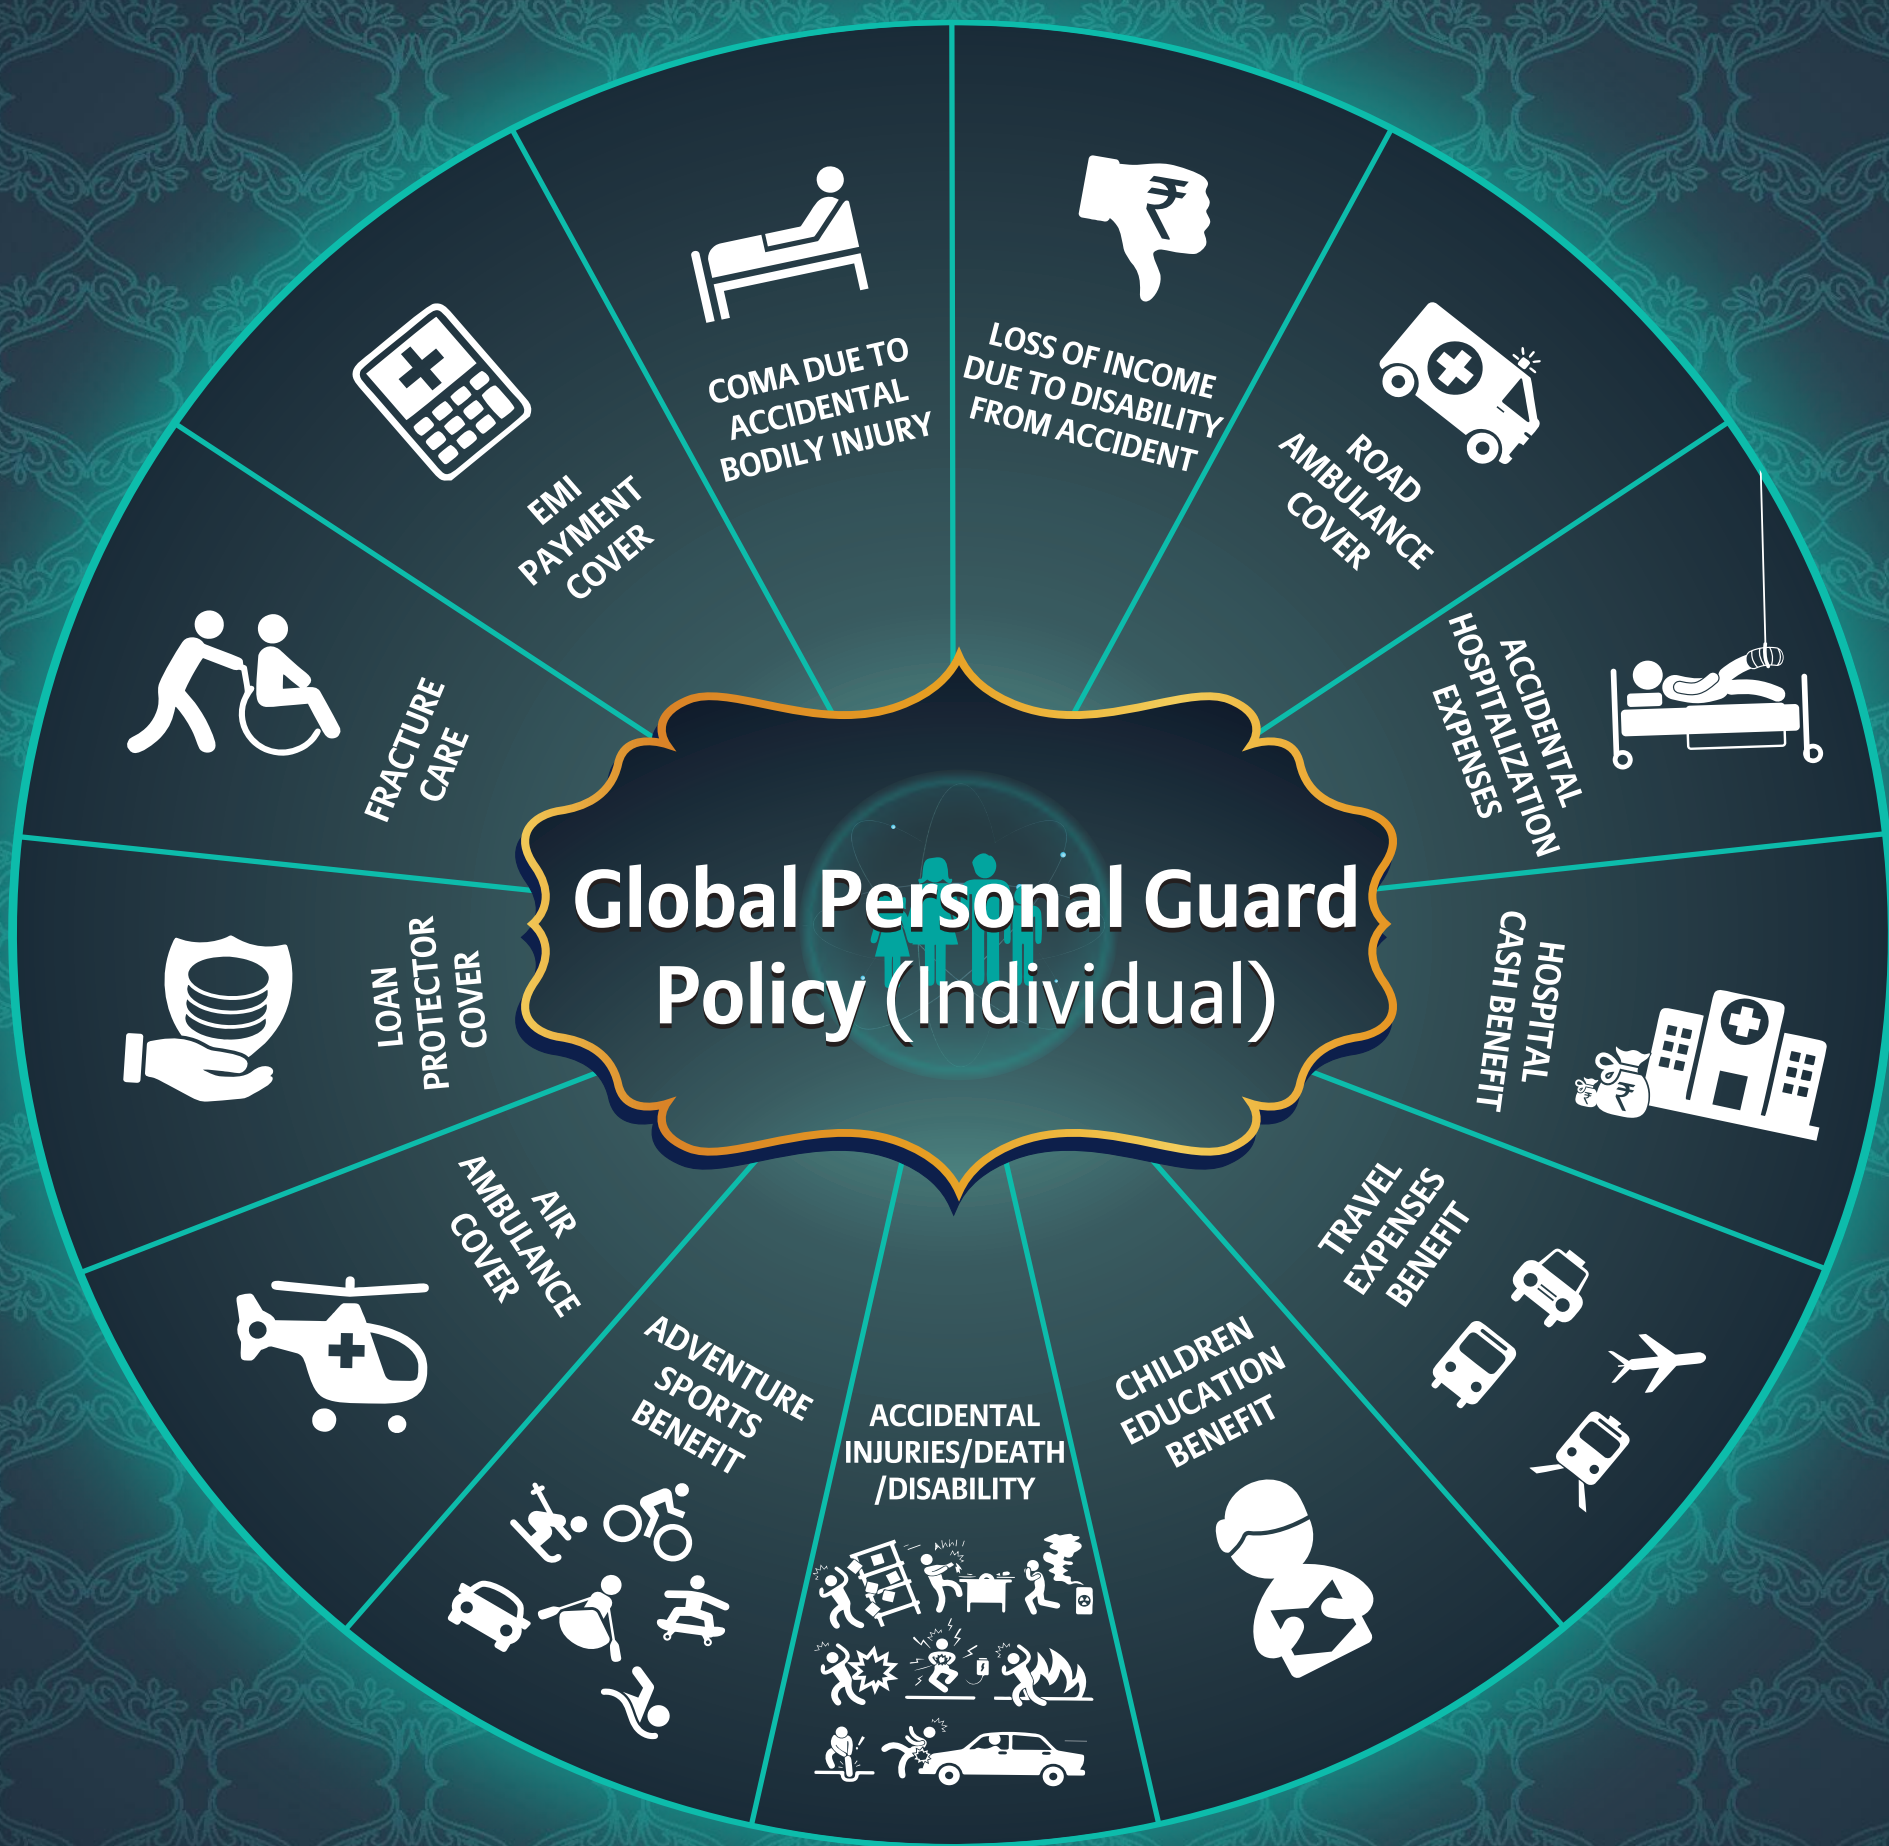 Global Personal Guard
Policy (Individual)
LOSS OF INCOME
DUE TO DISABILITY
FROM ACCIDENT
ROAD
AMBULANCE
COVER
ACCIDENTAL
HOSPITALIZATION
EXPENSES
HOSPITAL
CASH BENEFIT
TRAVEL
EXPENSES
BENEFIT
CHILDREN
EDUCATION
BENEFIT
ACCIDENTAL
INJURIES/DEATH
/DISABILITY
ADVENTURE
SPORTS
BENEFIT
AIR
AMBULANCE
COVER
LOAN
PROTECTOR
COVER
FRACTURE
CARE
EMI
PAYMENT
COVER
COMA DUE TO
ACCIDENTAL
BODILY INJURY